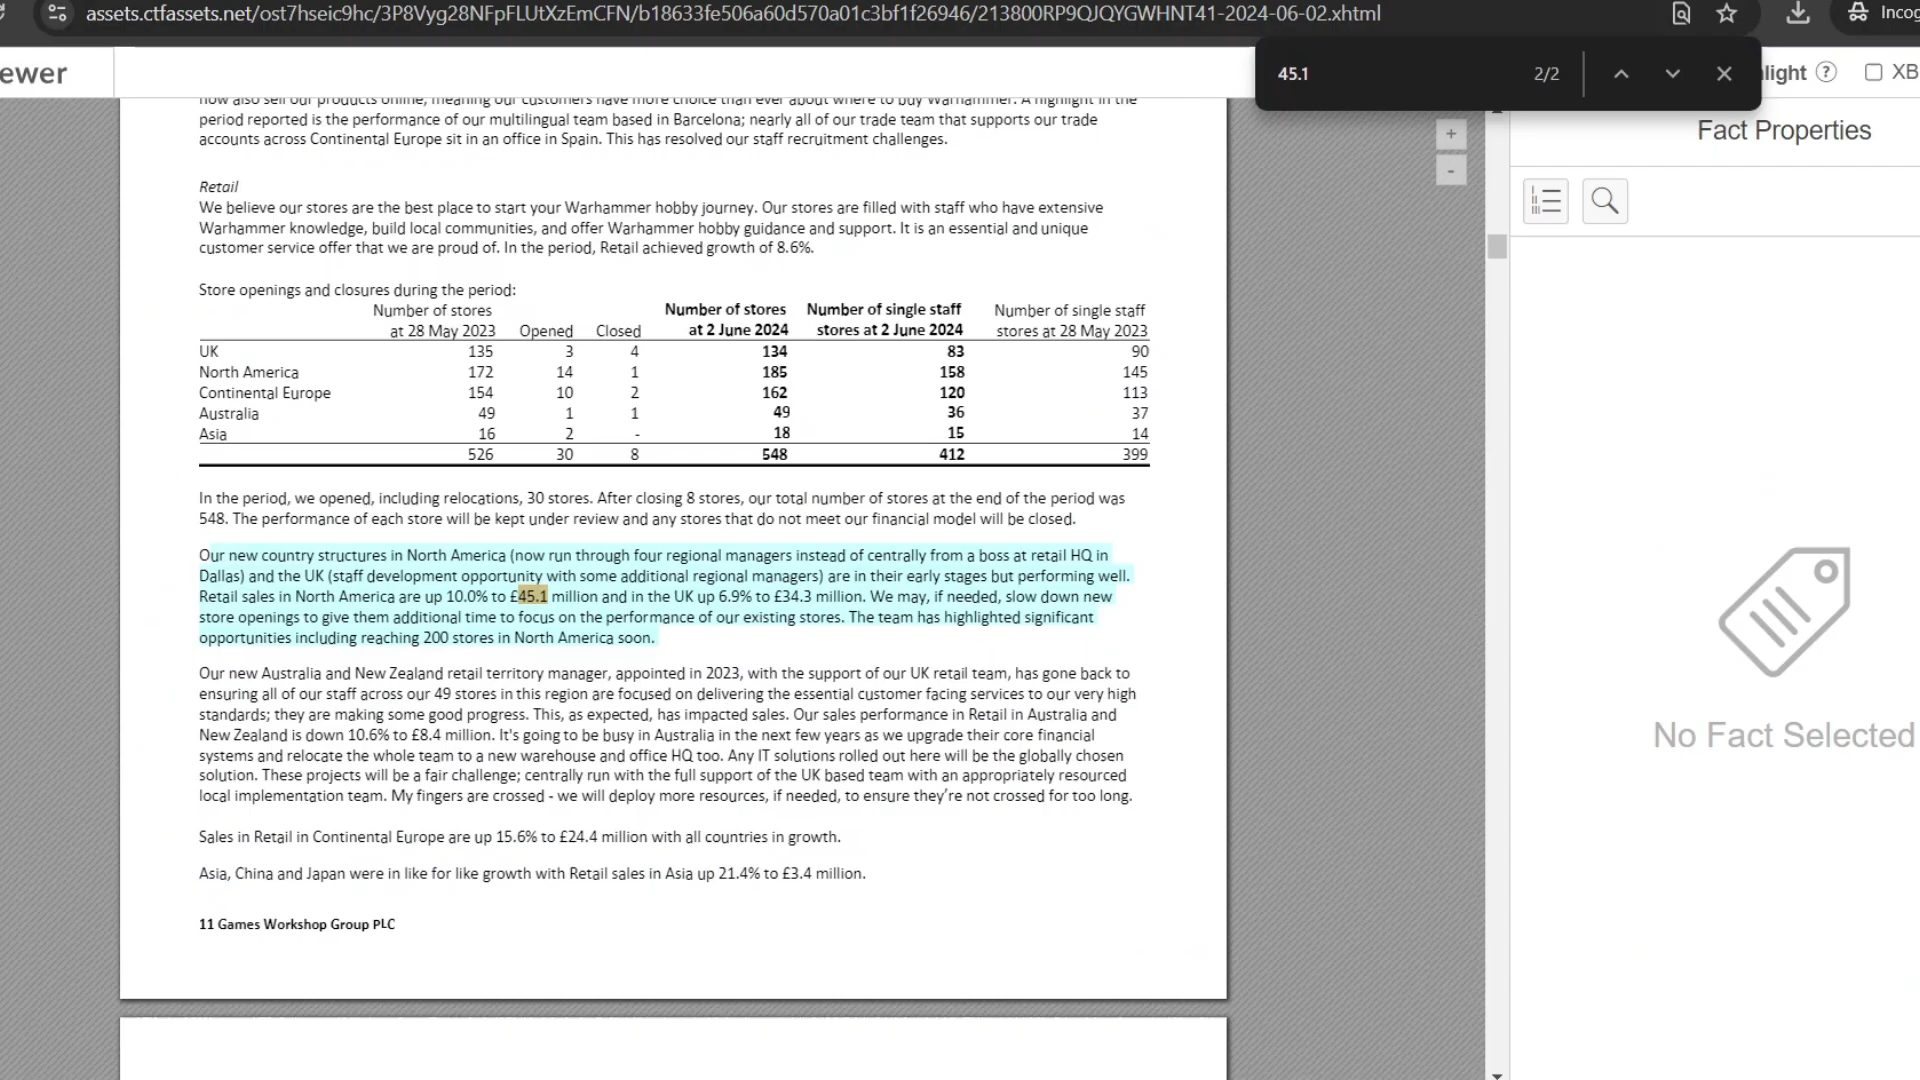 assets.ctfassets.net/ost7hseic9hc/3P8Vyg28NFpFLUtXzEmCFN/b18633fe506a60d570a01c3bf1f26946/213800RP9QJQYGWHNT41-2024-06-02.xhtml
Incog
ewer
45.1 2/2
light ? XB
now also sell our products online, meaning our customers have more choice than ever about where to buy Warhammer. A highlight in the
period reported is the performance of our multilingual team based in Barcelona; nearly all of our trade team that supports our trade
accounts across Continental Europe sit in an office in Spain. This has resolved our staff recruitment challenges.
Retail
We believe our stores are the best place to start your Warhammer hobby journey. Our stores are filled with staff who have extensive
Warhammer knowledge, build local communities, and offer Warhammer hobby guidance and support. It is an essential and unique
customer service offer that we are proud of. In the period, Retail achieved growth of 8.6%.
Store openings and closures during the period:
Number of stores Number of stores Number of single staff Number of single staff
at 28 May 2023 Opened Closed at 2 June 2024 stores at 2 June 2024 stores at 28 May 2023
UK 135 3 4 134 83 90
North America 172 14 1 185 158 145
Continental Europe 154 10 2 162 120 113
Australia 49 1 1 49 36 37
Asia 16 2 - 18 15 14
526 30 8 548 412 399
In the period, we opened, including relocations, 30 stores. After closing 8 stores, our total number of stores at the end of the period was
548. The performance of each store will be kept under review and any stores that do not meet our financial model will be closed.
Our new country structures in North America (now run through four regional managers instead of centrally from a boss at retail HQ in
Dallas) and the UK (staff development opportunity with some additional regional managers) are in their early stages but performing well.
Retail sales in North America are up 10.0% to £45.1 million and in the UK up 6.9% to £34.3 million. We may, if needed, slow down new
store openings to give them additional time to focus on the performance of our existing stores. The team has highlighted significant
opportunities including reaching 200 stores in North America soon.
Our new Australia and New Zealand retail territory manager, appointed in 2023, with the support of our UK retail team, has gone back to
ensuring all of our staff across our 49 stores in this region are focused on delivering the essential customer facing services to our very high
standards; they are making some good progress. This, as expected, has impacted sales. Our sales performance in Retail in Australia and
New Zealand is down 10.6% to £8.4 million. It's going to be busy in Australia in the next few years as we upgrade their core financial
systems and relocate the whole team to a new warehouse and office HQ too. Any IT solutions rolled out here will be the globally chosen
solution. These projects will be a fair challenge; centrally run with the full support of the UK based team with an appropriately resourced
local implementation team. My fingers are crossed - we will deploy more resources, if needed, to ensure they're not crossed for too long.
Sales in Retail in Continental Europe are up 15.6% to £24.4 million with all countries in growth.
Asia, China and Japan were in like for like growth with Retail sales in Asia up 21.4% to £3.4 million.
11 Games Workshop Group PLC
+
-
Fact Properties
No Fact Selected